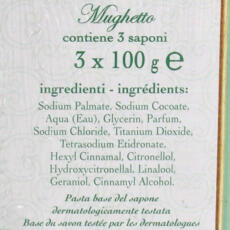 Mughetto
contiene 3 saponi
3 x 100 g e
ingredienti - ingrédients:
Sodium Palmate, Sodium Cocoate,
Aqua (Eau), Glycerin, Parfum,
Sodium Chloride, Titanium Dioxide,
Tetrasodium Etidronate,
Hexyl Cinnamal, Citronellol,
Hydroxycitronellal, Linalool,
Geraniol, Cinnamyl Alcohol.
Pasta base del sapone
dermatologicamente testata
Base du savon testée par les dermatologues